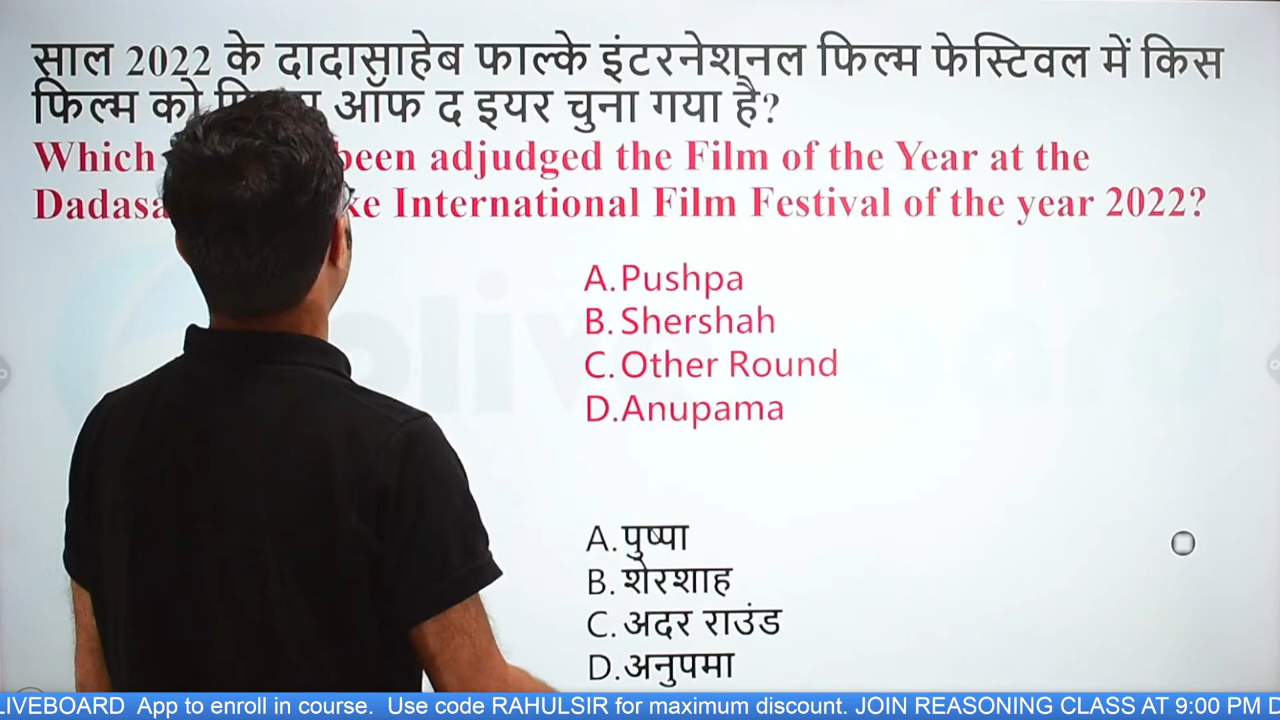 साल 2022 के दादासाहेब फाल्के इंटरनेशनल फिल्म फेस्टिवल में किस
फिल्म को ऑफ द इयर चुना गया है?
Which been adjudged the Film of the Year at the
Dadasa ke International Film Festival of the year 2022?
A. Pushpa
B. Shershah
C. Other Round
D. Anupama
A. पुष्पा
B. शेरशाह
C. अदर राउंड
D. अनुपमा
LIVEBOARD App to enroll in course. Use code RAHULSIR for maximum discount. JOIN REASONING CLASS AT 9:00 PM D